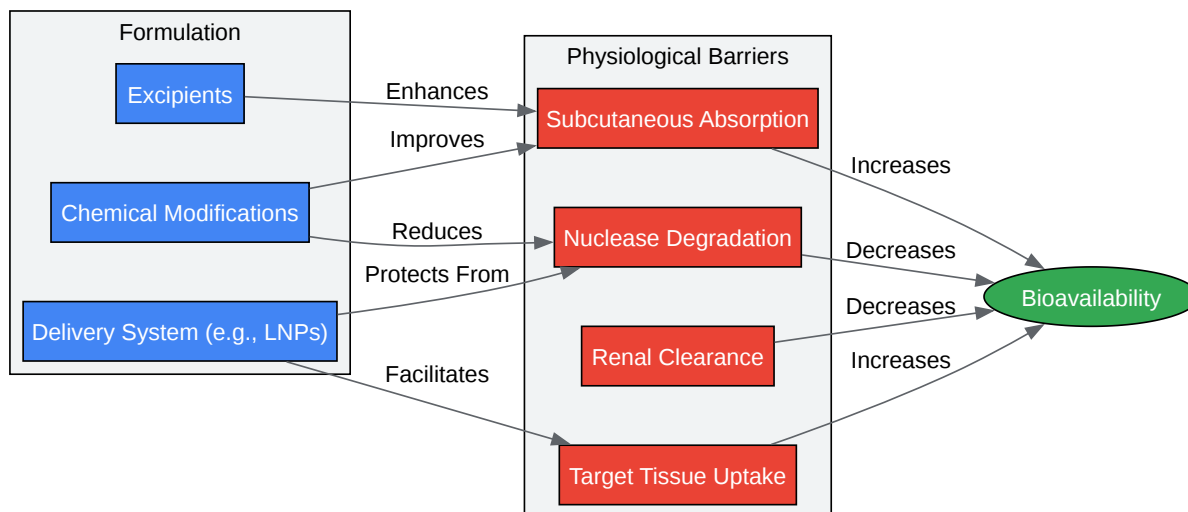 Formulation
Excipients
Chemical Modifications
Delivery System (e.g., LNPs)
Enhances
Improves
Reduces
Protects From
Facilitates
Physiological Barriers
Subcutaneous Absorption
Nuclease Degradation
Renal Clearance
Target Tissue Uptake
Increases
Decreases
Decreases
Increases
Bioavailability